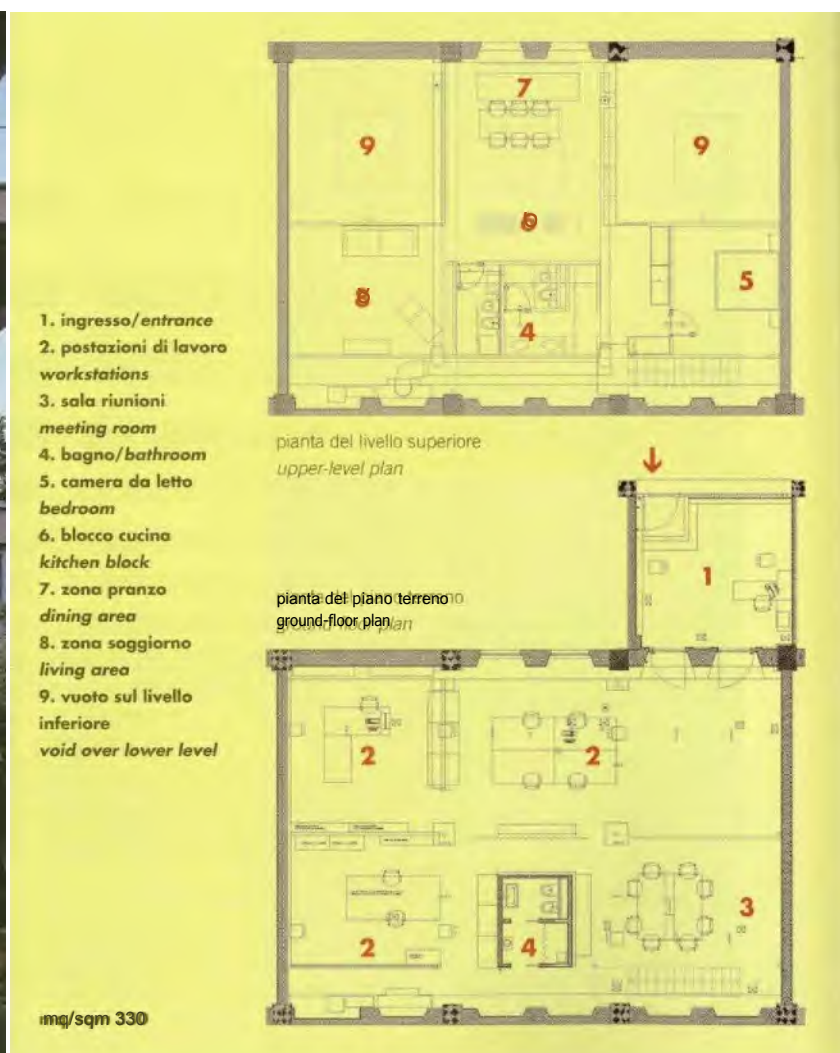 1. ingresso/entrance
2. postazioni di lavoro
workstations
3. sala riunioni
meeting room
4. bagno/bathroom
5. camera da letto
bedroom
6. blocco cucina
kitchen block
7. zona pranzo
dining area
8. zona soggiorno
living area
9. vuoto sul livello
inferiore
void over lower level
mq/sqm 330
7
9
9
6
8
5
4
pianta del livello superiore
upper-level plan
1
pianta del piano terreno
ground-floor plan
2
2
3
2
4